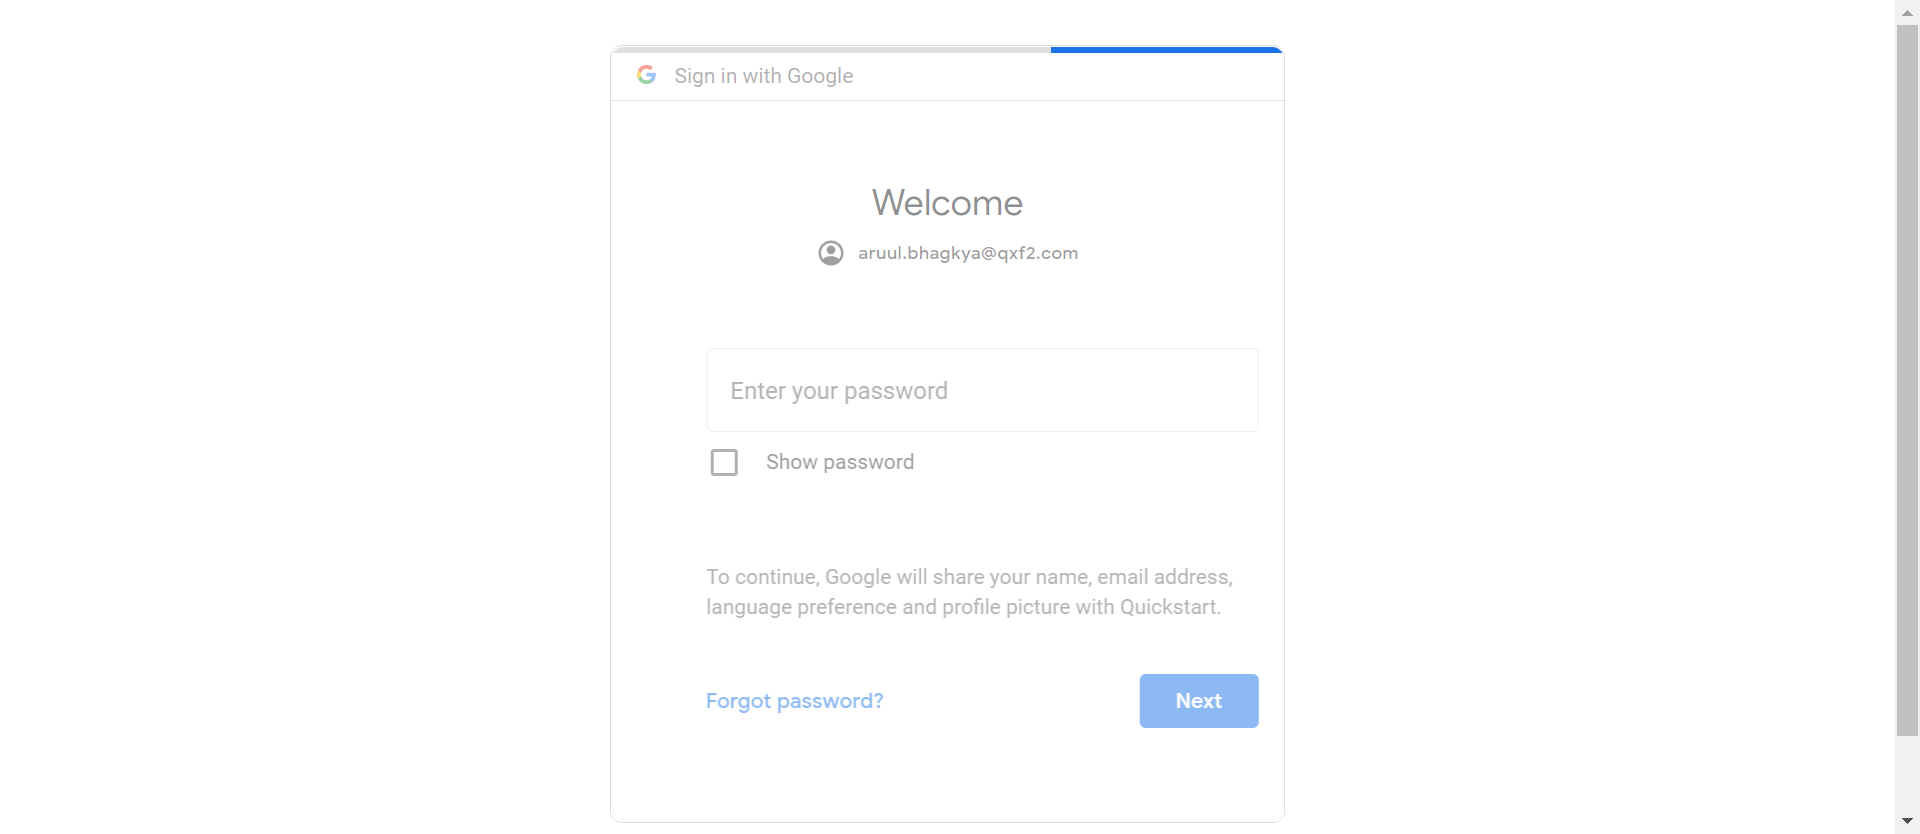 Sign in with Google
Welcome
aruul.bhagkya@qxf2.com
Enter your password
Show password
To continue, Google will share your name, email address,
language preference and profile picture with Quickstart.
Forgot password?
Next